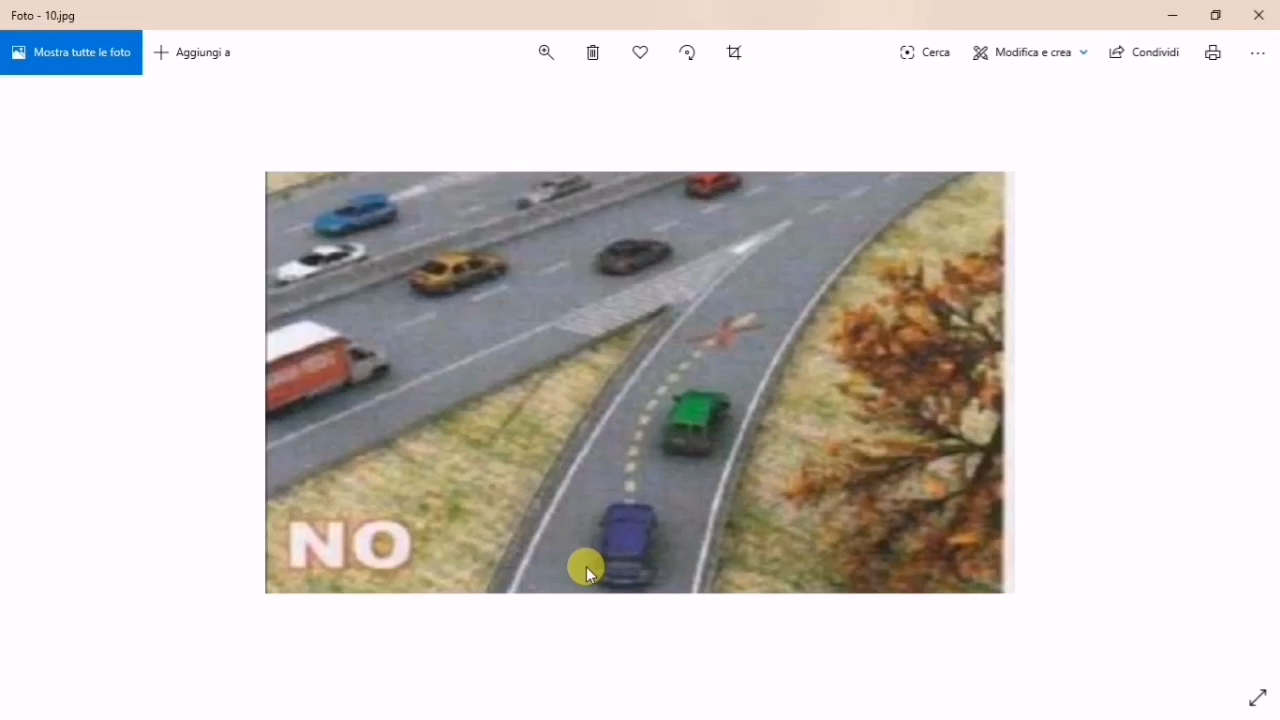 Foto - 10.jpg
Mostra tutte le foto
Aggiungi a
Cerca
Modifica e crea
Condividi
NO